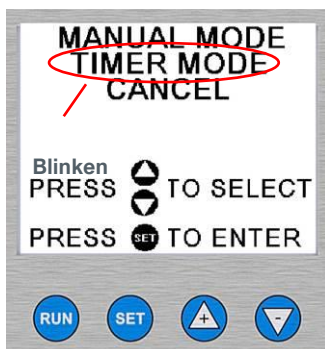 MANUAL MODE
TIMER MODE
CANCEL
Blinken
PRESS TO SELECT
PRESS SET TO ENTER
RUN SET + -